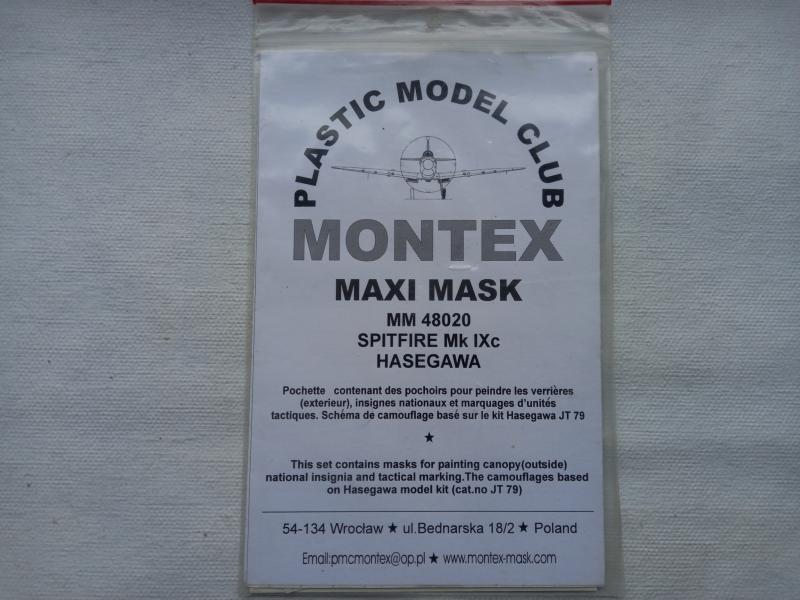 PLASTIC MODEL CLUB
MONTEX
MAXI MASK
MM 48020
SPITFIRE Mk IXc
HASEGAWA
Pochette contenant des pochoirs pour peindre les verrières
(exterieur), insignes nationaux et marquages d'unités
tactiques. Schéma de camouflage basé sur le kit Hasegawa JT 79
★
This set contains masks for painting canopy(outside)
national insignia and tactical marking.The camouflages based
on Hasegawa model kit (cat.no JT 79)
54-134 Wrocław ★ ul.Bednarska 18/2 ★ Poland
Email:pmcmontex@op.pl ★ www.montex-mask.com